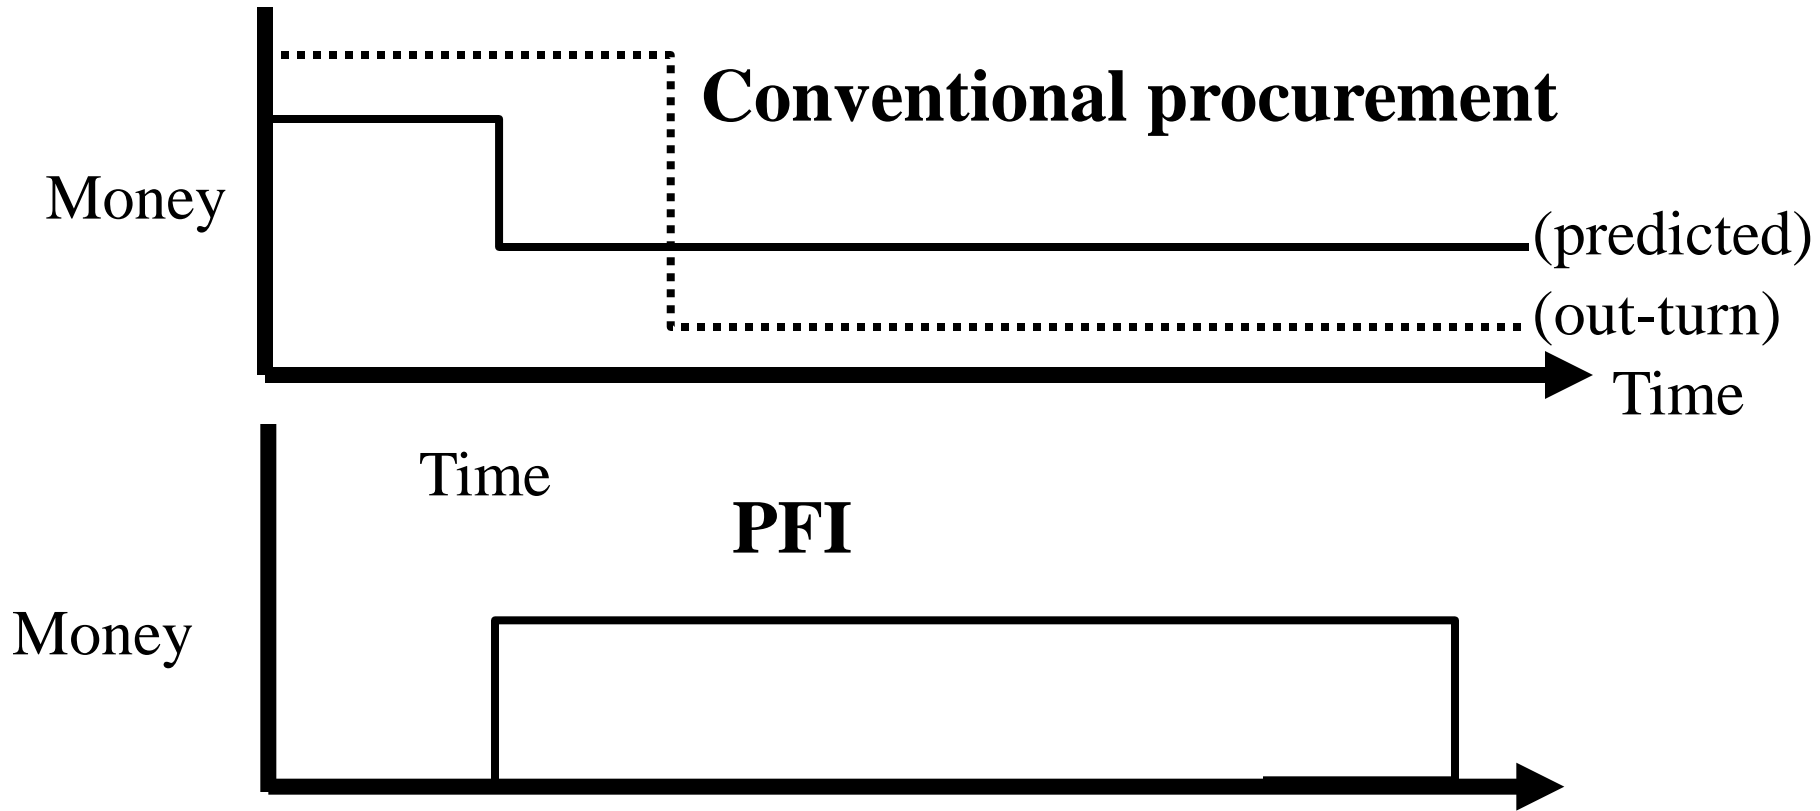 Conventional procurement
Money
(predicted)
(out-turn)
Time
Time
PFI
Money